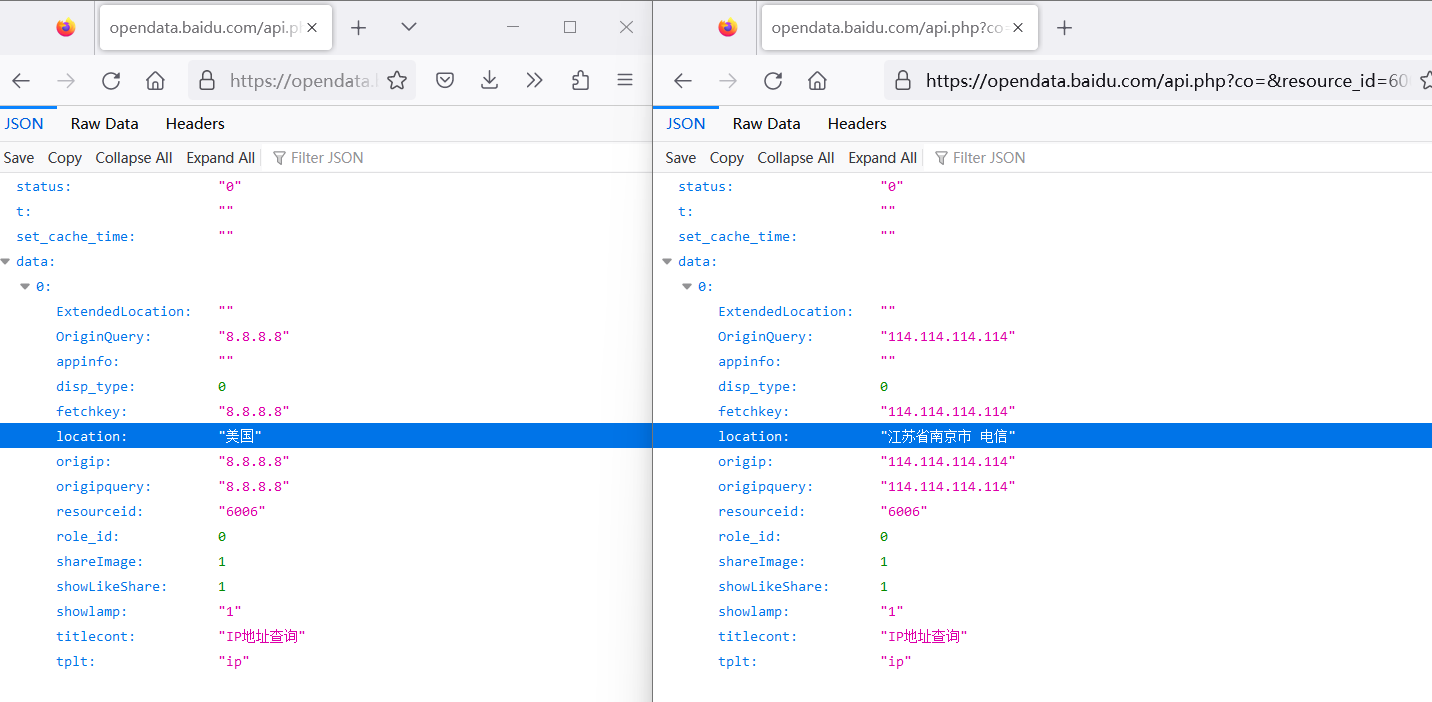 opendata.baidu.com/api.p
https://opendata.
JSON Raw Data Headers
Save Copy Collapse All Expand All Filter JSON
status: "0"
t: ""
set_cache_time: ""
data:
0:
ExtendedLocation: ""
OriginQuery: "8.8.8.8"
appinfo: ""
disp_type: 0
fetchkey: "8.8.8.8"
location: "美国"
origip: "8.8.8.8"
origipquery: "8.8.8.8"
resourceid: "6006"
role_id: 0
shareImage: 1
showLikeShare: 1
showlamp: "1"
titlecont: "IP地址查询"
tplt: "ip"
opendata.baidu.com/api.php?co=
https://opendata.baidu.com/api.php?co=&resource_id=60
JSON Raw Data Headers
Save Copy Collapse All Expand All Filter JSON
status: "0"
t: ""
set_cache_time: ""
data:
0:
ExtendedLocation: ""
OriginQuery: "114.114.114.114"
appinfo: ""
disp_type: 0
fetchkey: "114.114.114.114"
location: "江苏省南京市 电信"
origip: "114.114.114.114"
origipquery: "114.114.114.114"
resourceid: "6006"
role_id: 0
shareImage: 1
showLikeShare: 1
showlamp: "1"
titlecont: "IP地址查询"
tplt: "ip"